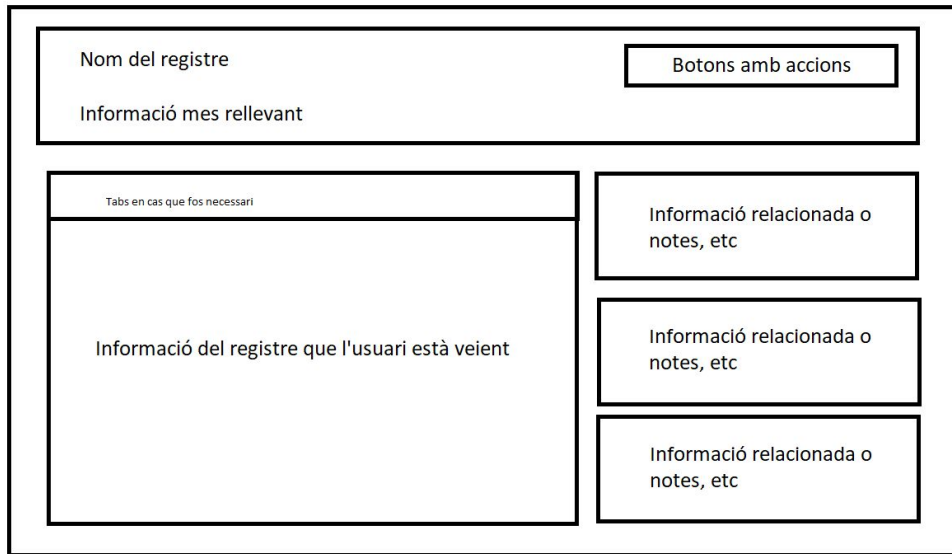 Nom del registre
Botons amb accions
Informació mes rellevant
Tabs en cas que fos necessari
Informació del registre que l'usuari està veient
Informació relacionada o
notes, etc
Informació relacionada o
notes, etc
Informació relacionada o
notes, etc